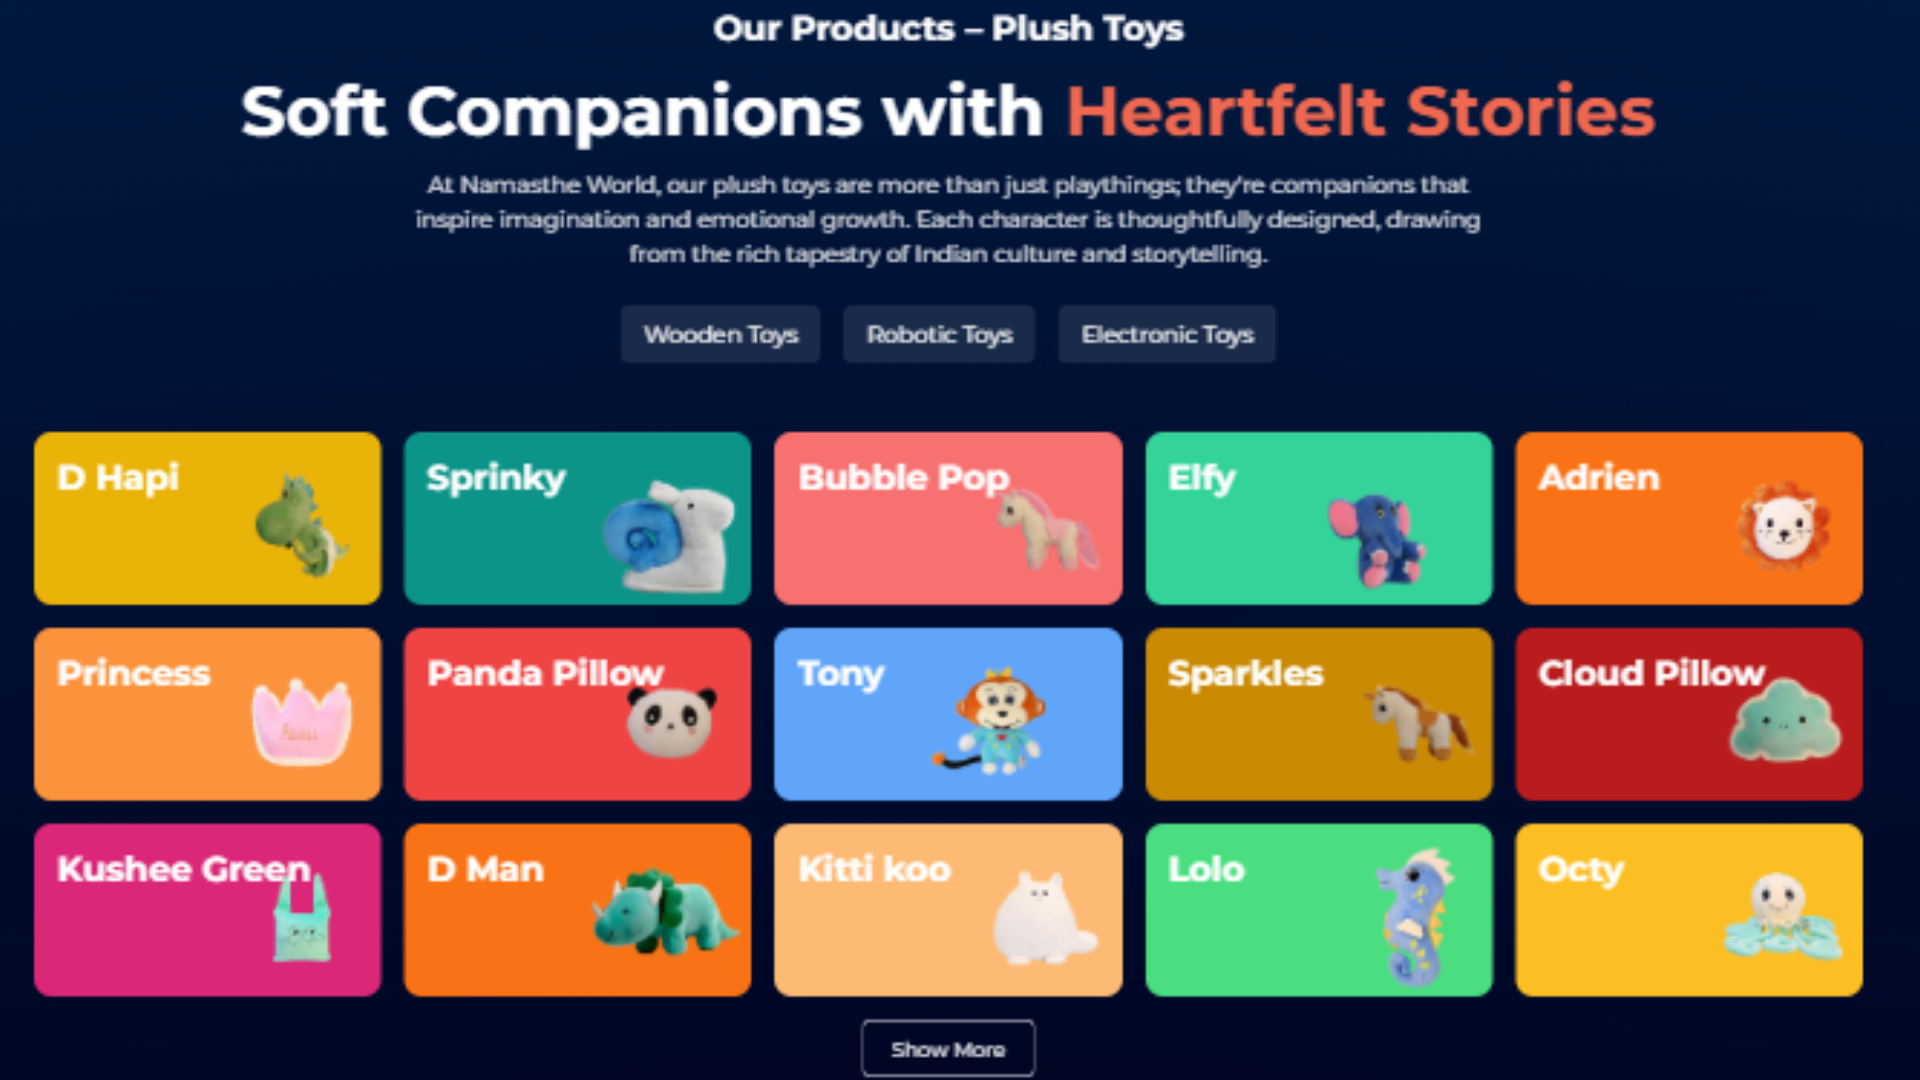 Our Products – Plush Toys
Soft Companions with Heartfelt Stories
At Namasthe World, our plush toys are more than just playthings; they're companions that
inspire imagination and emotional growth. Each character is thoughtfully designed, drawing
from the rich tapestry of Indian culture and storytelling.
Wooden Toys
Robotic Toys
Electronic Toys
D Hapi
Sprinky
Bubble Pop
Elfy
Adrien
Princess
Panda Pillow
Tony
Sparkles
Cloud Pillow
Kushee Green
D Man
Kitti koo
Lolo
Octy
Show More